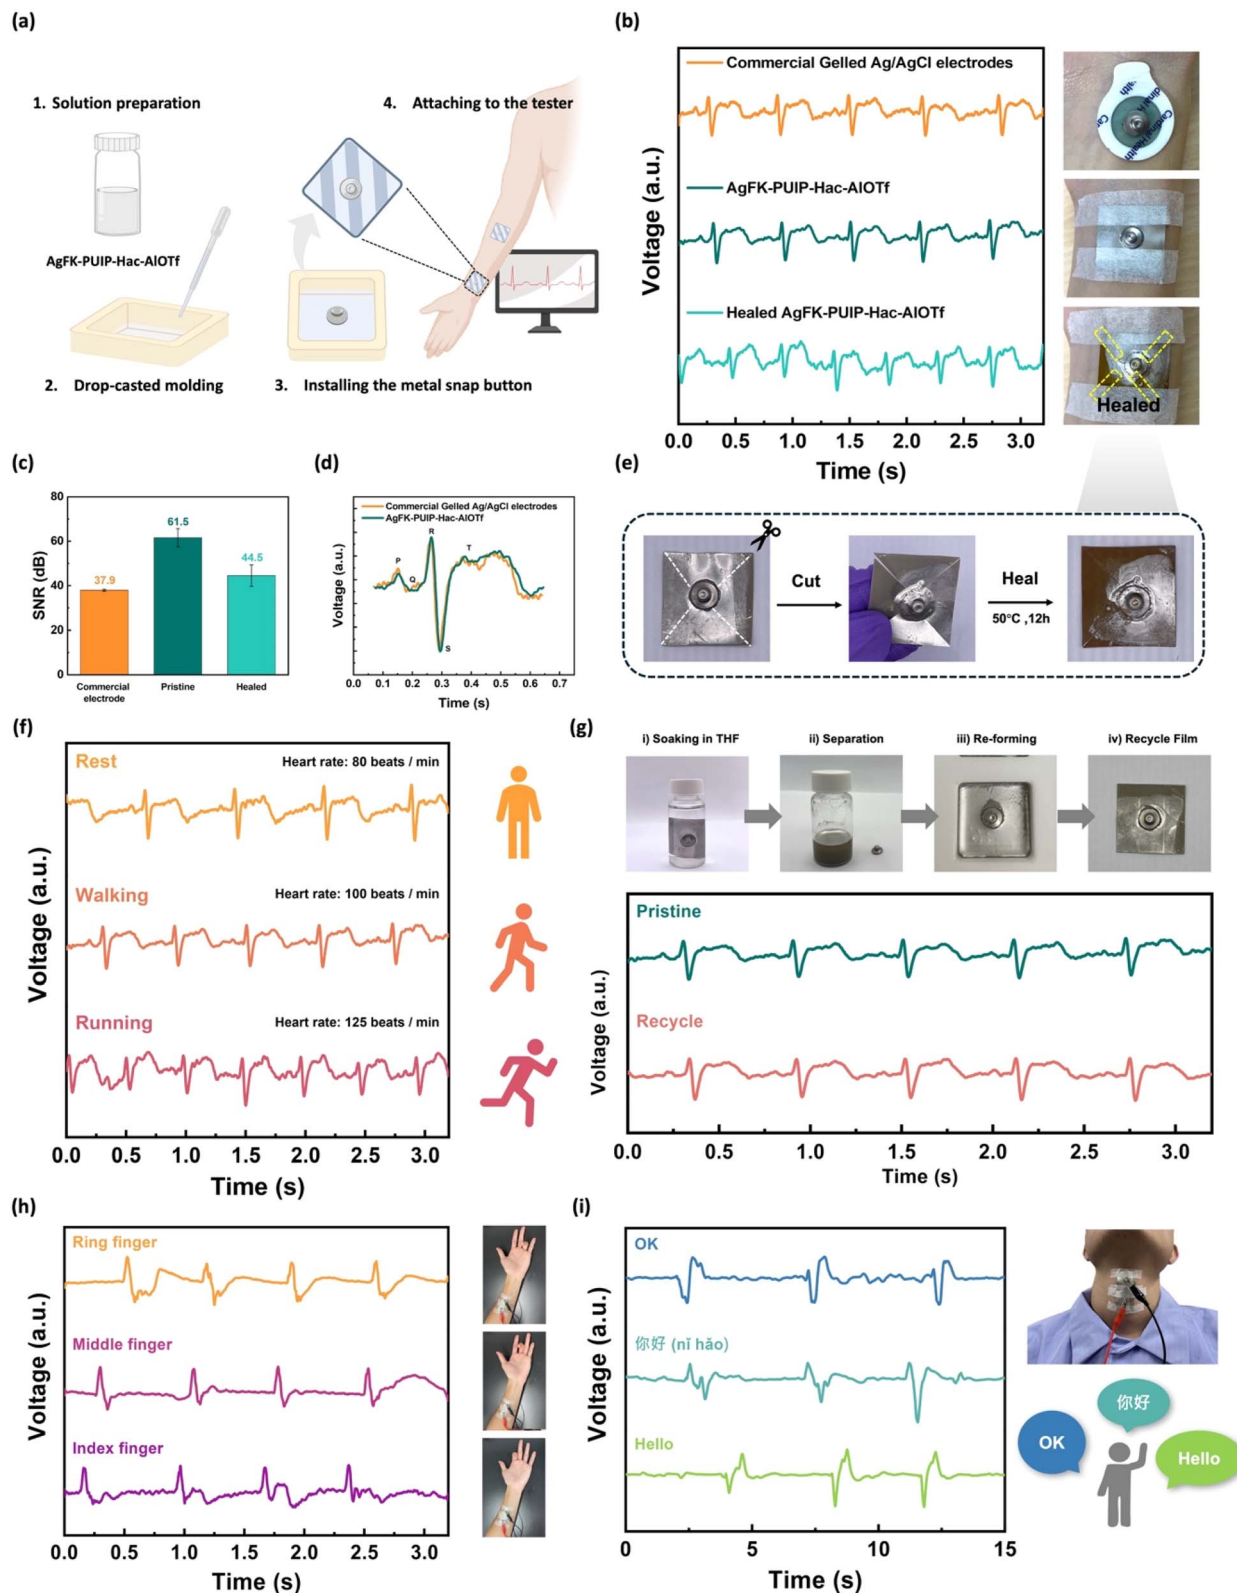 (a)
1. Solution preparation
AgFK-PUIP-Hac-AlOTf
2. Drop-casted molding
3. Installing the metal snap button
4. Attaching to the tester
(b)
Voltage (a.u.)
Commercial Gelled Ag/AgCl electrodes
AgFK-PUIP-Hac-AlOTf
Healed AgFK-PUIP-Hac-AlOTf
0.0 0.5 1.0 1.5 2.0 2.5 3.0
Time (s)
Cardinal Health
Healed
(c)
SNR (dB)
80
60
40
20
0
37.9
61.5
44.5
Commercial
electrode
Pristine
Healed
(d)
Voltage (a.u.)
Commercial Gelled Ag/AgCl electrodes
AgFK-PUIP-Hac-AlOTf
P
Q
R
S
T
0.0 0.1 0.2 0.3 0.4 0.5 0.6 0.7
Time (s)
(e)
Cut
Heal
50°C ,12h
(f)
Voltage (a.u.)
Rest
Heart rate: 80 beats / min
Walking
Heart rate: 100 beats / min
Running
Heart rate: 125 beats / min
0.0 0.5 1.0 1.5 2.0 2.5 3.0
Time (s)
(g)
i) Soaking in THF
ii) Separation
iii) Re-forming
iv) Recycle Film
Voltage (a.u.)
Pristine
Recycle
0.0 0.5 1.0 1.5 2.0 2.5 3.0
Time (s)
(h)
Voltage (a.u.)
Ring finger
Middle finger
Index finger
0.0 0.5 1.0 1.5 2.0 2.5 3.0
Time (s)
(i)
Voltage (a.u.)
OK
你好 (nǐ hǎo)
Hello
0 5 10 15
Time (s)
你好
OK
Hello